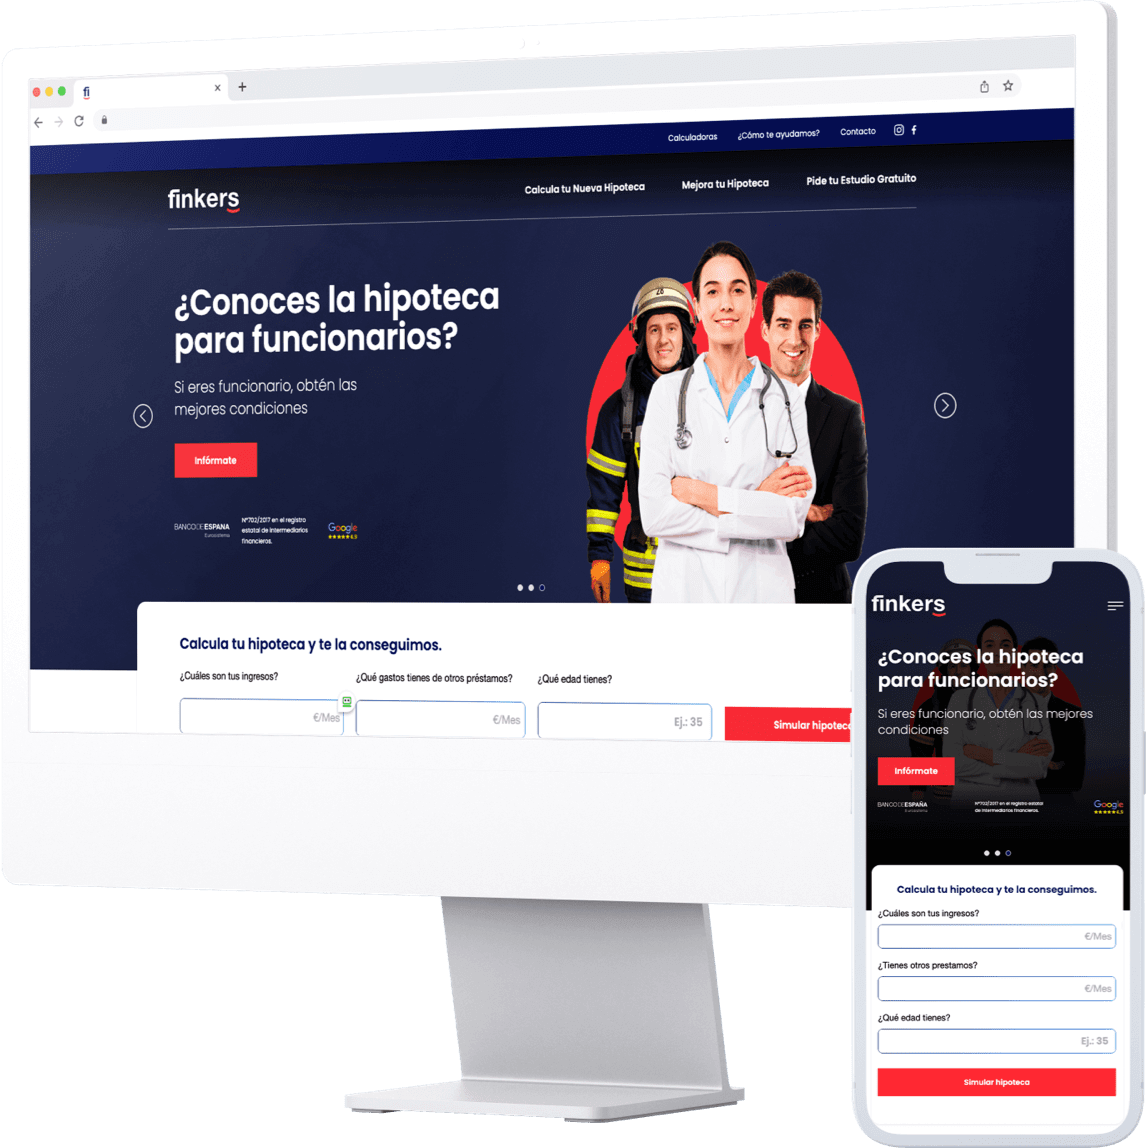 fi
Calculadoras
¿Cómo te ayudamos?
Contacto
finkers
Calcula tu Nueva Hipoteca
Mejora tu Hipoteca
Pide tu Estudio Gratuito
¿Conoces la hipoteca
para funcionarios?
Si eres funcionario, obtén las
mejores condiciones
Infórmate
BANCODEESPAÑA
Eurosistema
Nº702/2017 en el registro
estatal de intermediarios
financieros.
Google
Calcula tu hipoteca y te la conseguimos.
¿Cuáles son tus ingresos?
€/Mes
¿Qué gastos tienes de otros préstamos?
€/Mes
¿Qué edad tienes?
Ej.: 35
Simular hipoteca
finkers
¿Conoces la hipoteca
para funcionarios?
Si eres funcionario, obtén las mejores
condiciones
Infórmate
BANCODEESPAÑA
Eurosistema
Nº702/2017 en el registro estatal
de intermediarios financieros.
Google
Calcula tu hipoteca y te la conseguimos.
¿Cuáles son tus ingresos?
€/Mes
¿Tienes otros prestamos?
€/Mes
¿Qué edad tienes?
Ej.: 35
Simular hipoteca